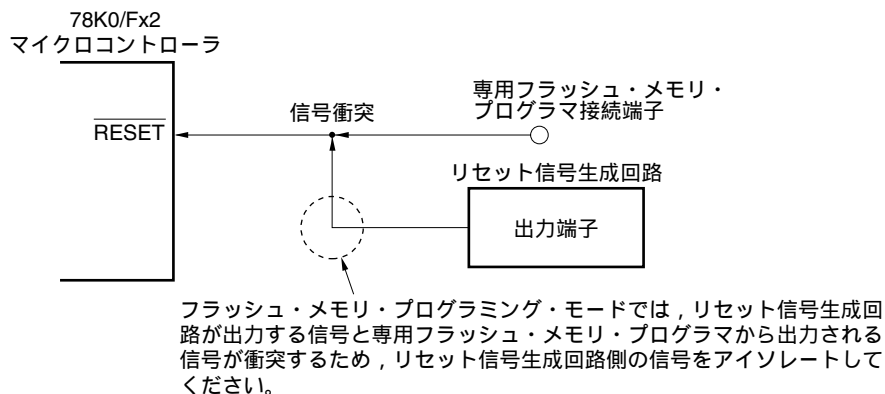 78K0/Fx2
マイクロコントローラ
専用フラッシュ・メモリ・
プログラマ接続端子
信号衝突
RESET
リセット信号生成回路
出力端子
フラッシュ・メモリ・プログラミング・モードでは，リセット信号生成回
路が出力する信号と専用フラッシュ・メモリ・プログラマから出力される
信号が衝突するため，リセット信号生成回路側の信号をアイソレートして
ください。